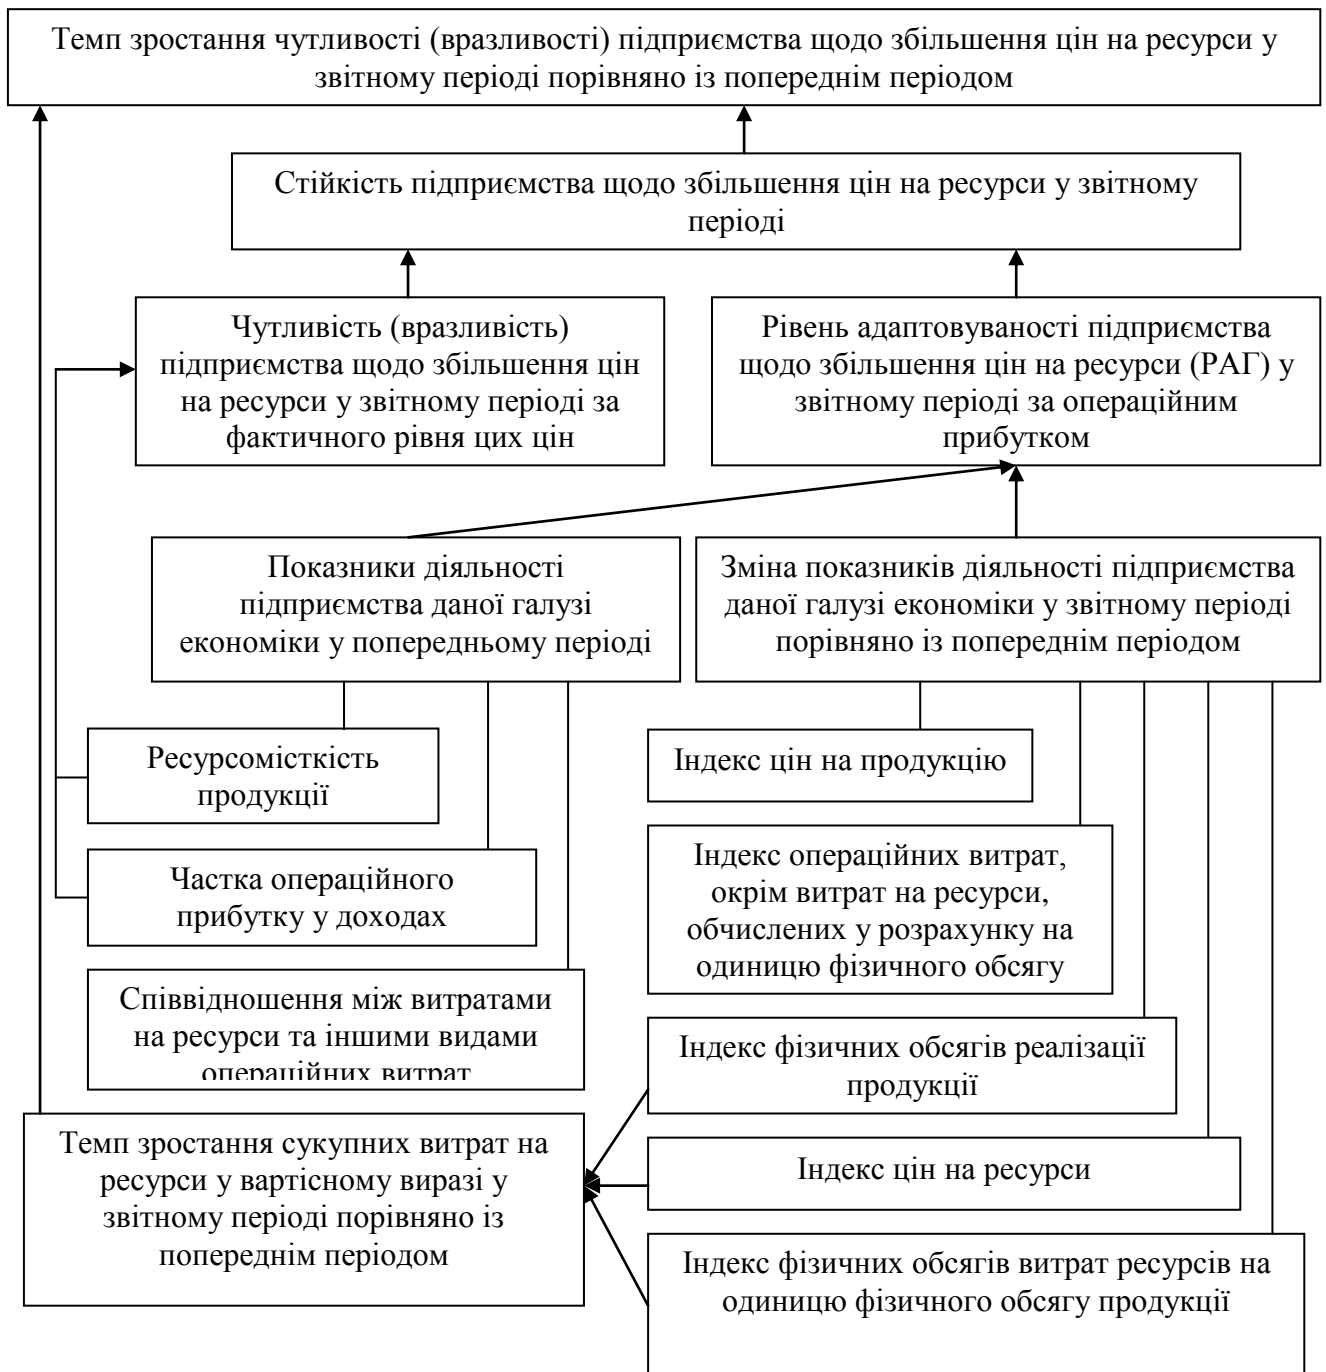 Темп зростання чутливості (вразливості) підприємства щодо збільшення цін на ресурси у
звітному періоді порівняно із попереднім періодом
Стійкість підприємства щодо збільшення цін на ресурси у звітному
періоді
Чутливість (вразливість)
підприємства щодо збільшення цін
на ресурси у звітному періоді за
фактичного рівня цих цін
Рівень адаптовуваності підприємства
щодо збільшення цін на ресурси (РАГ) у
звітному періоді за операційним
прибутком
Показники діяльності
підприємства даної галузі
економіки у попередньому періоді
Зміна показників діяльності підприємства
даної галузі економіки у звітному періоді
порівняно із попереднім періодом
Ресурсомісткість
продукції
Індекс цін на продукцію
Частка операційного
прибутку у доходах
Індекс операційних витрат,
окрім витрат на ресурси,
обчислених у розрахунку на
одиницю фізичного обсягу
Співвідношення між витратами
на ресурси та іншими видами
операційних витрат
Індекс фізичних обсягів реалізації
продукції
Темп зростання сукупних витрат на
ресурси у вартісному виразі у
звітному періоді порівняно із
попереднім періодом
Індекс цін на ресурси
Індекс фізичних обсягів витрат ресурсів на
одиницю фізичного обсягу продукції